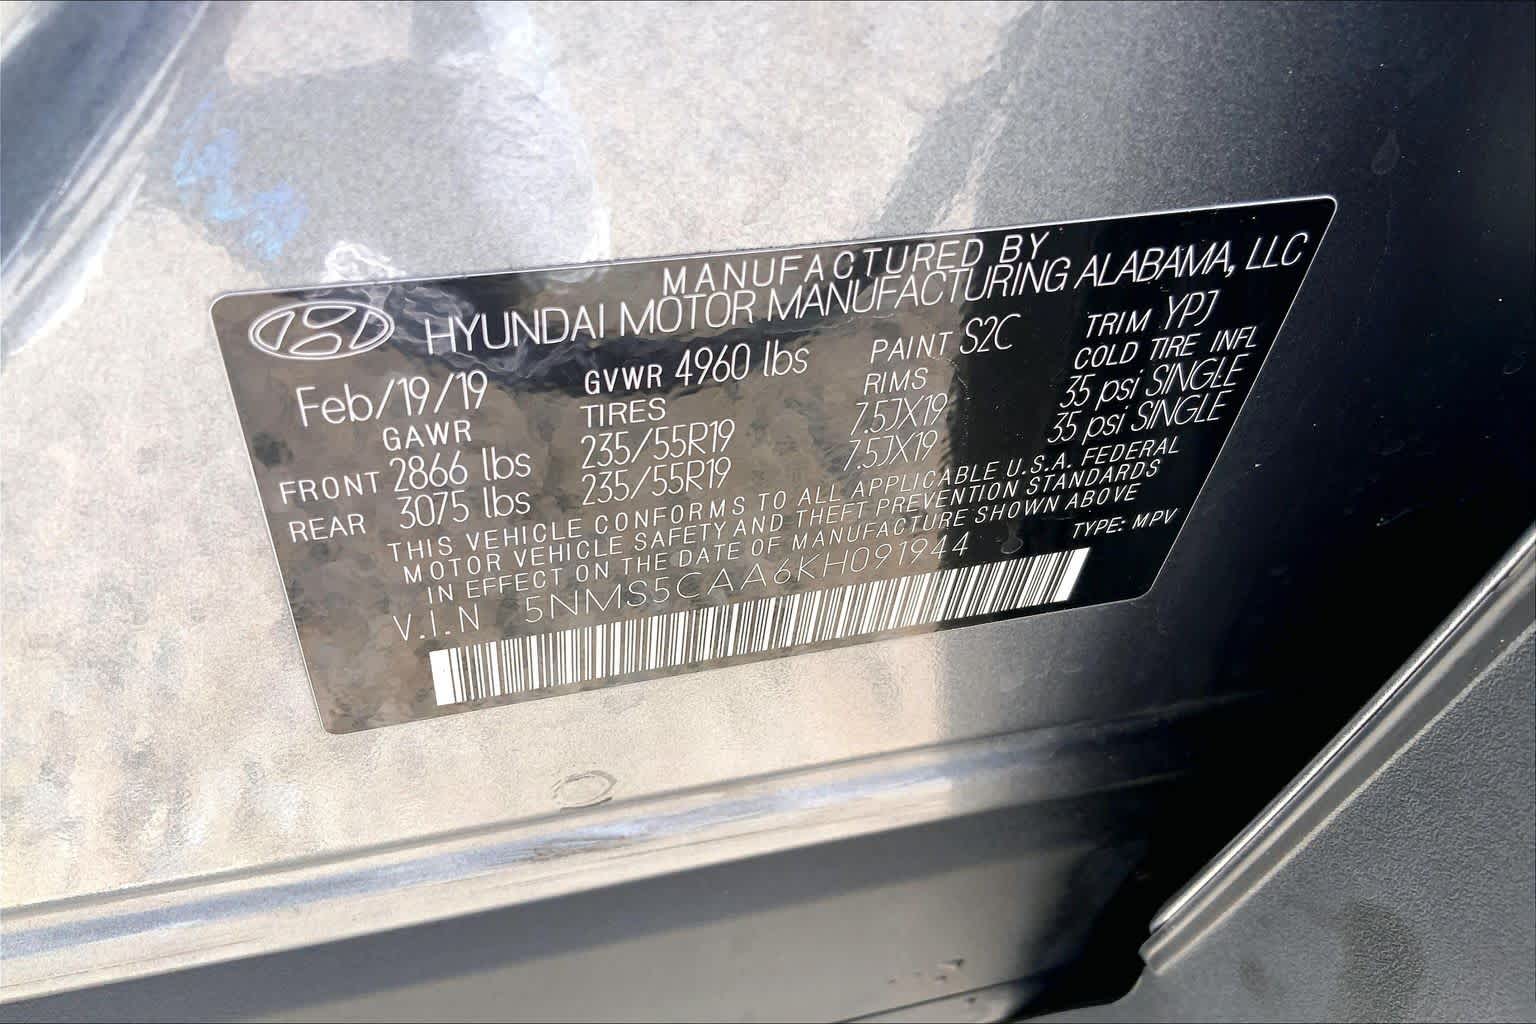 MANUFACTURED BY
HYUNDAI MOTOR MANUFACTURING ALABAMA, LLC
Feb/19/19 GVWR 4960 lbs PAINT S2C TRIM YPJ
GAWR TIRES RIMS COLD TIRE INFL
FRONT 2866 lbs 235/55R19 7.5JX19 35 psi SINGLE
REAR 3075 lbs 235/55R19 7.5JX19 35 psi SINGLE
THIS VEHICLE CONFORMS TO ALL APPLICABLE U.S.A. FEDERAL
MOTOR VEHICLE SAFETY AND THEFT PREVENTION STANDARDS
IN EFFECT ON THE DATE OF MANUFACTURE SHOWN ABOVE
V.I.N 5NMS5CAA6KH091944 TYPE: MPV